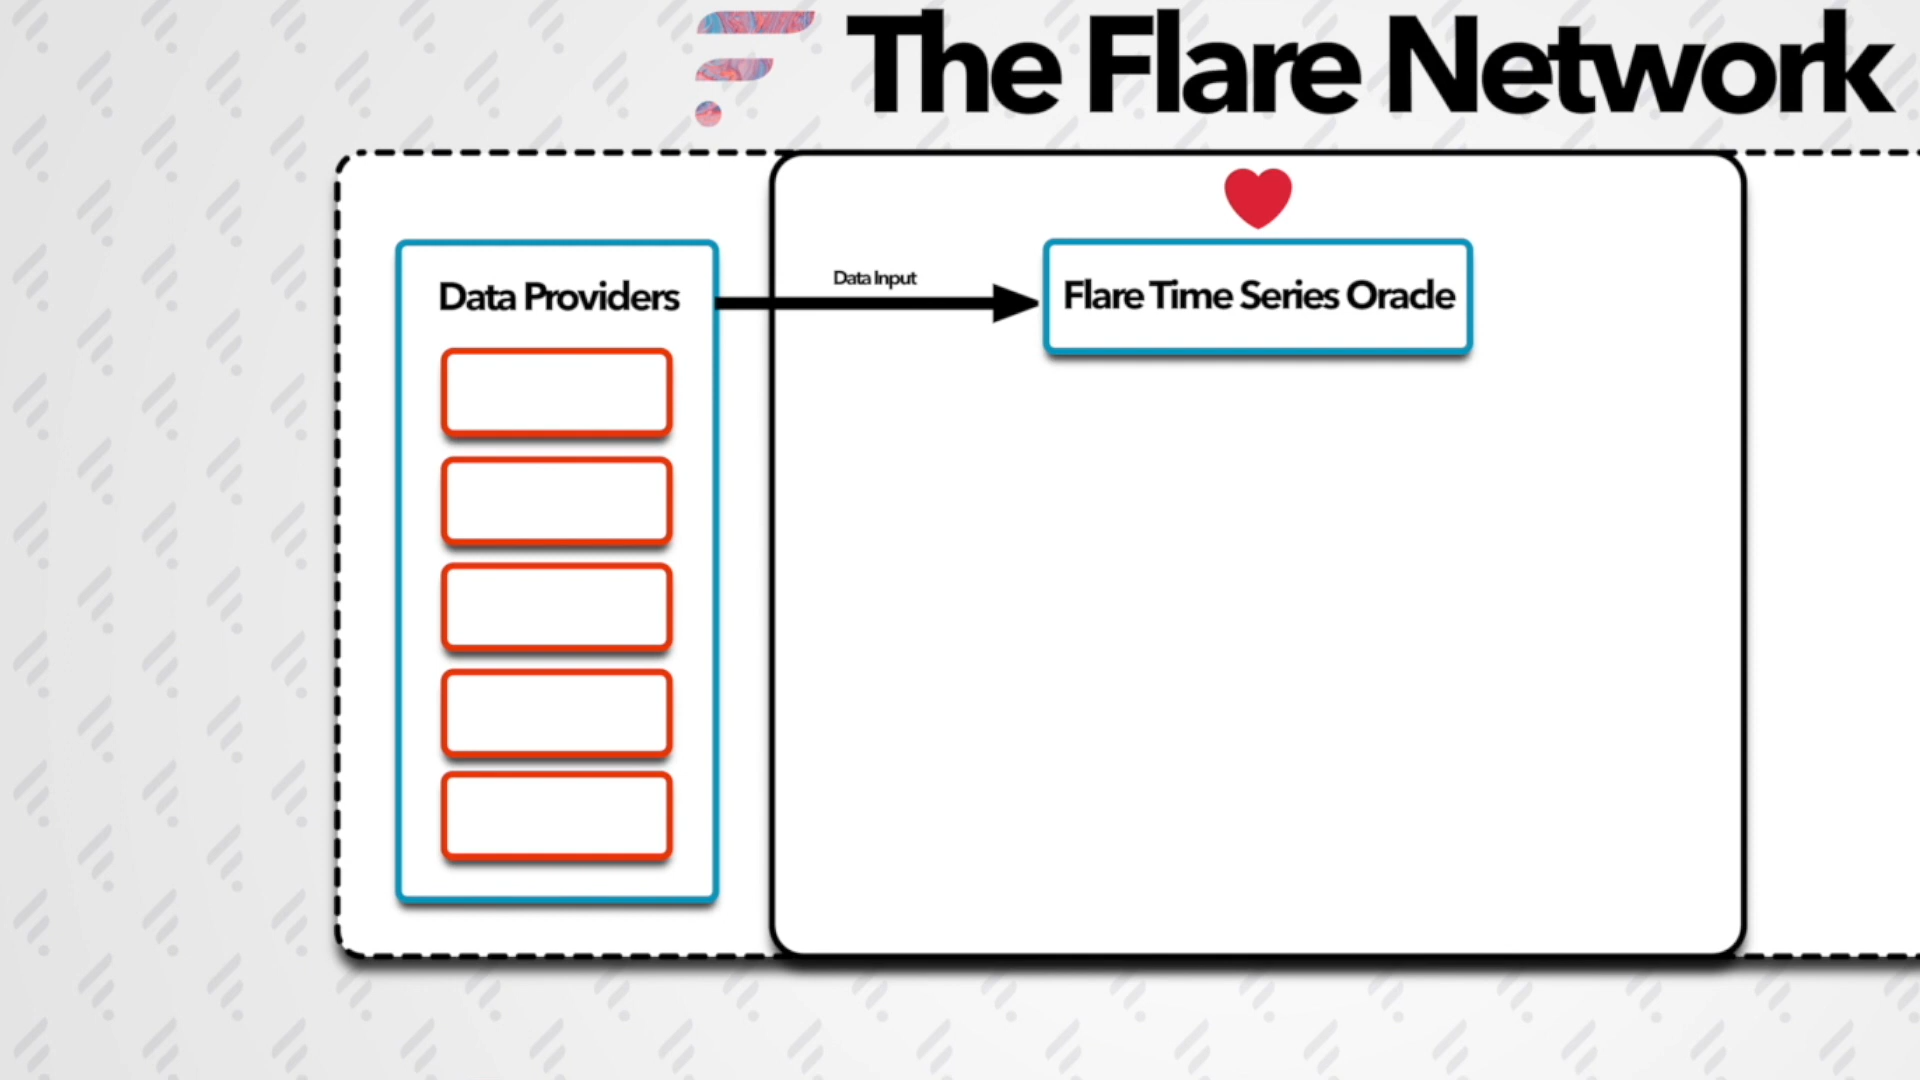 The Flare Network
Data Providers
Data Input
Flare Time Series Oracle